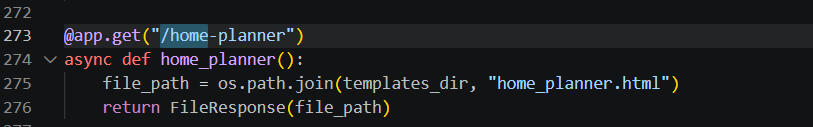 272
273 @app.get("/home-planner")
274 async def home_planner():
275     file_path = os.path.join(templates_dir, "home_planner.html")
276     return FileResponse(file_path)